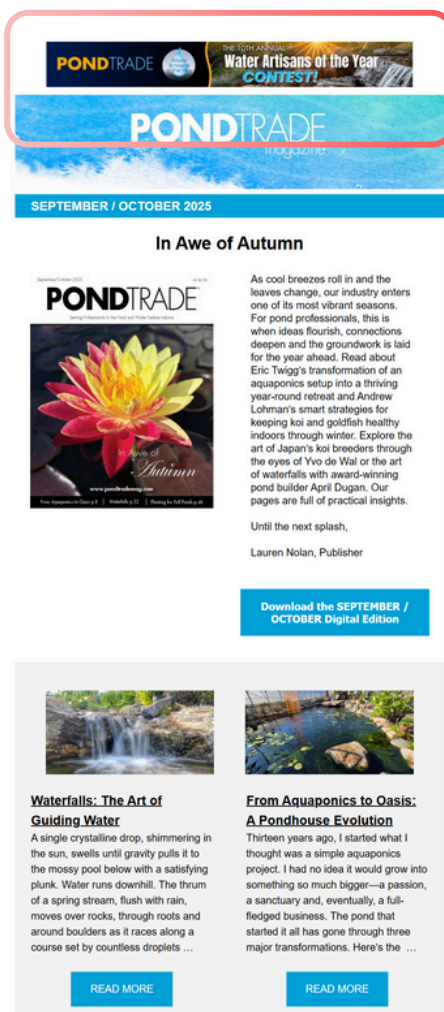 PONDTRADE
THE 10TH ANNUAL
Water Artisans of the Year
CONTEST!
PONDTRADE
magazine
SEPTEMBER / OCTOBER 2025
In Awe of Autumn
September/October 2025
PONDTRADE
Serving Professionals in the Pond and Water Feature Industry
In Awe of
Autumn
www.pondtrademag.com
From Aquaponics to Oasis p.8 | Waterfalls p.32 | Planting for Fall Ponds p.46
As cool breezes roll in and the
leaves change, our industry enters
one of its most vibrant seasons.
For pond professionals, this is
when ideas flourish, connections
deepen and the groundwork is laid
for the year ahead. Read about
Eric Twigg's transformation of an
aquaponics setup into a thriving
year-round retreat and Andrew
Lohman's smart strategies for
keeping koi and goldfish healthy
indoors through winter. Explore the
art of Japan's koi breeders through
the eyes of Yvo de Wal or the art
of waterfalls with award-winning
pond builder April Dugan. Our
pages are full of practical insights.
Until the next splash,
Lauren Nolan, Publisher
Download the SEPTEMBER /
OCTOBER Digital Edition
Waterfalls: The Art of
Guiding Water
A single crystalline drop, shimmering in
the sun, swells until gravity pulls it to
the mossy pool below with a satisfying
plunk. Water runs downhill. The thrum
of a spring stream, flush with rain,
moves over rocks, through roots and
around boulders as it races along a
course set by countless droplets …
READ MORE
From Aquaponics to Oasis:
A Pondhouse Evolution
Thirteen years ago, I started what I
thought was a simple aquaponics
project. I had no idea it would grow into
something so much bigger—a passion,
a sanctuary and, eventually, a full-
fledged business. The pond that
started it all has gone through three
major transformations. Here's the …
READ MORE